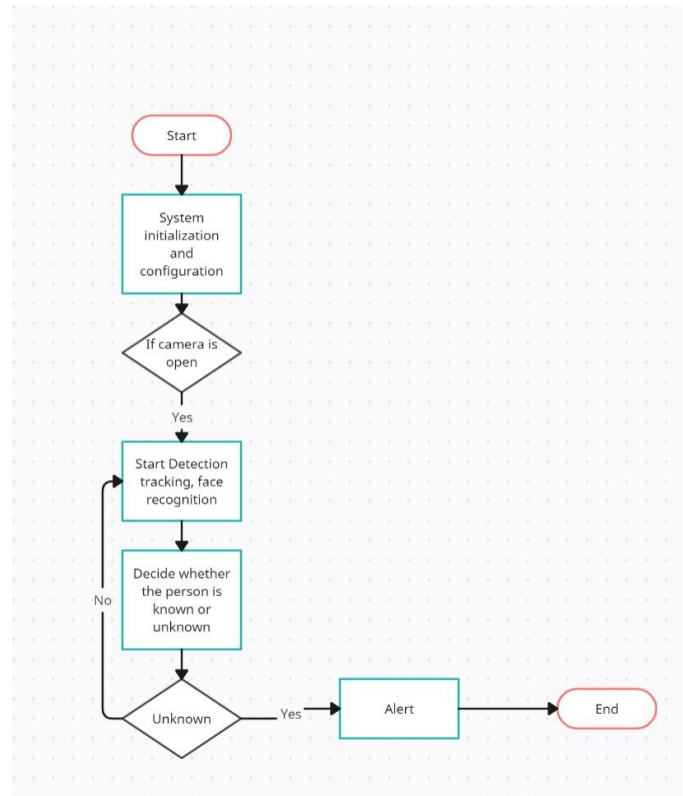 Start
System
initialization
and
configuration
If camera is
open
Yes
Start Detection
tracking, face
recognition
Decide whether
the person is
known or
unknown
No
Unknown
Yes
Alert
End